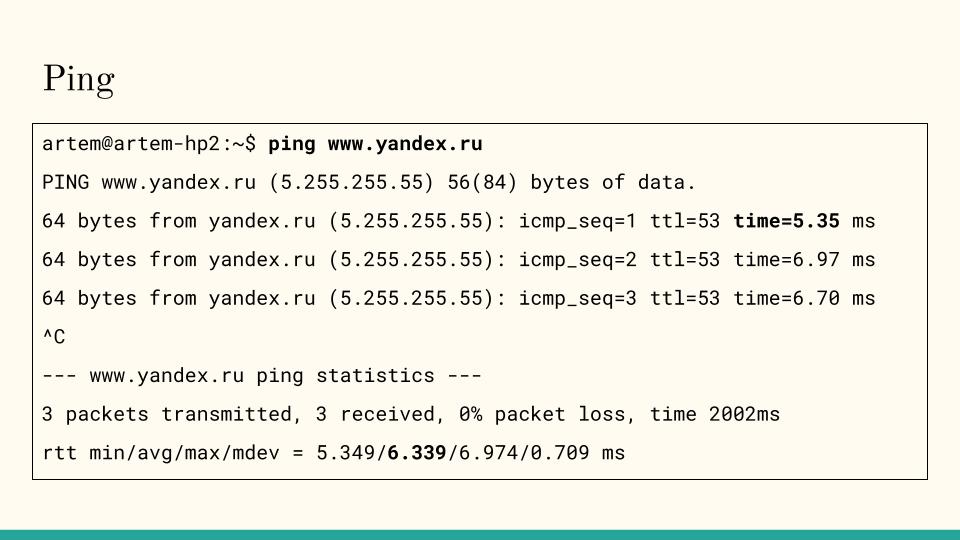 Ping
artem@artem-hp2:~$ ping www.yandex.ru
PING www.yandex.ru (5.255.255.55) 56(84) bytes of data.
64 bytes from yandex.ru (5.255.255.55): icmp_seq=1 ttl=53 time=5.35 ms
64 bytes from yandex.ru (5.255.255.55): icmp_seq=2 ttl=53 time=6.97 ms
64 bytes from yandex.ru (5.255.255.55): icmp_seq=3 ttl=53 time=6.70 ms
^C
--- www.yandex.ru ping statistics ---
3 packets transmitted, 3 received, 0% packet loss, time 2002ms
rtt min/avg/max/mdev = 5.349/6.339/6.974/0.709 ms